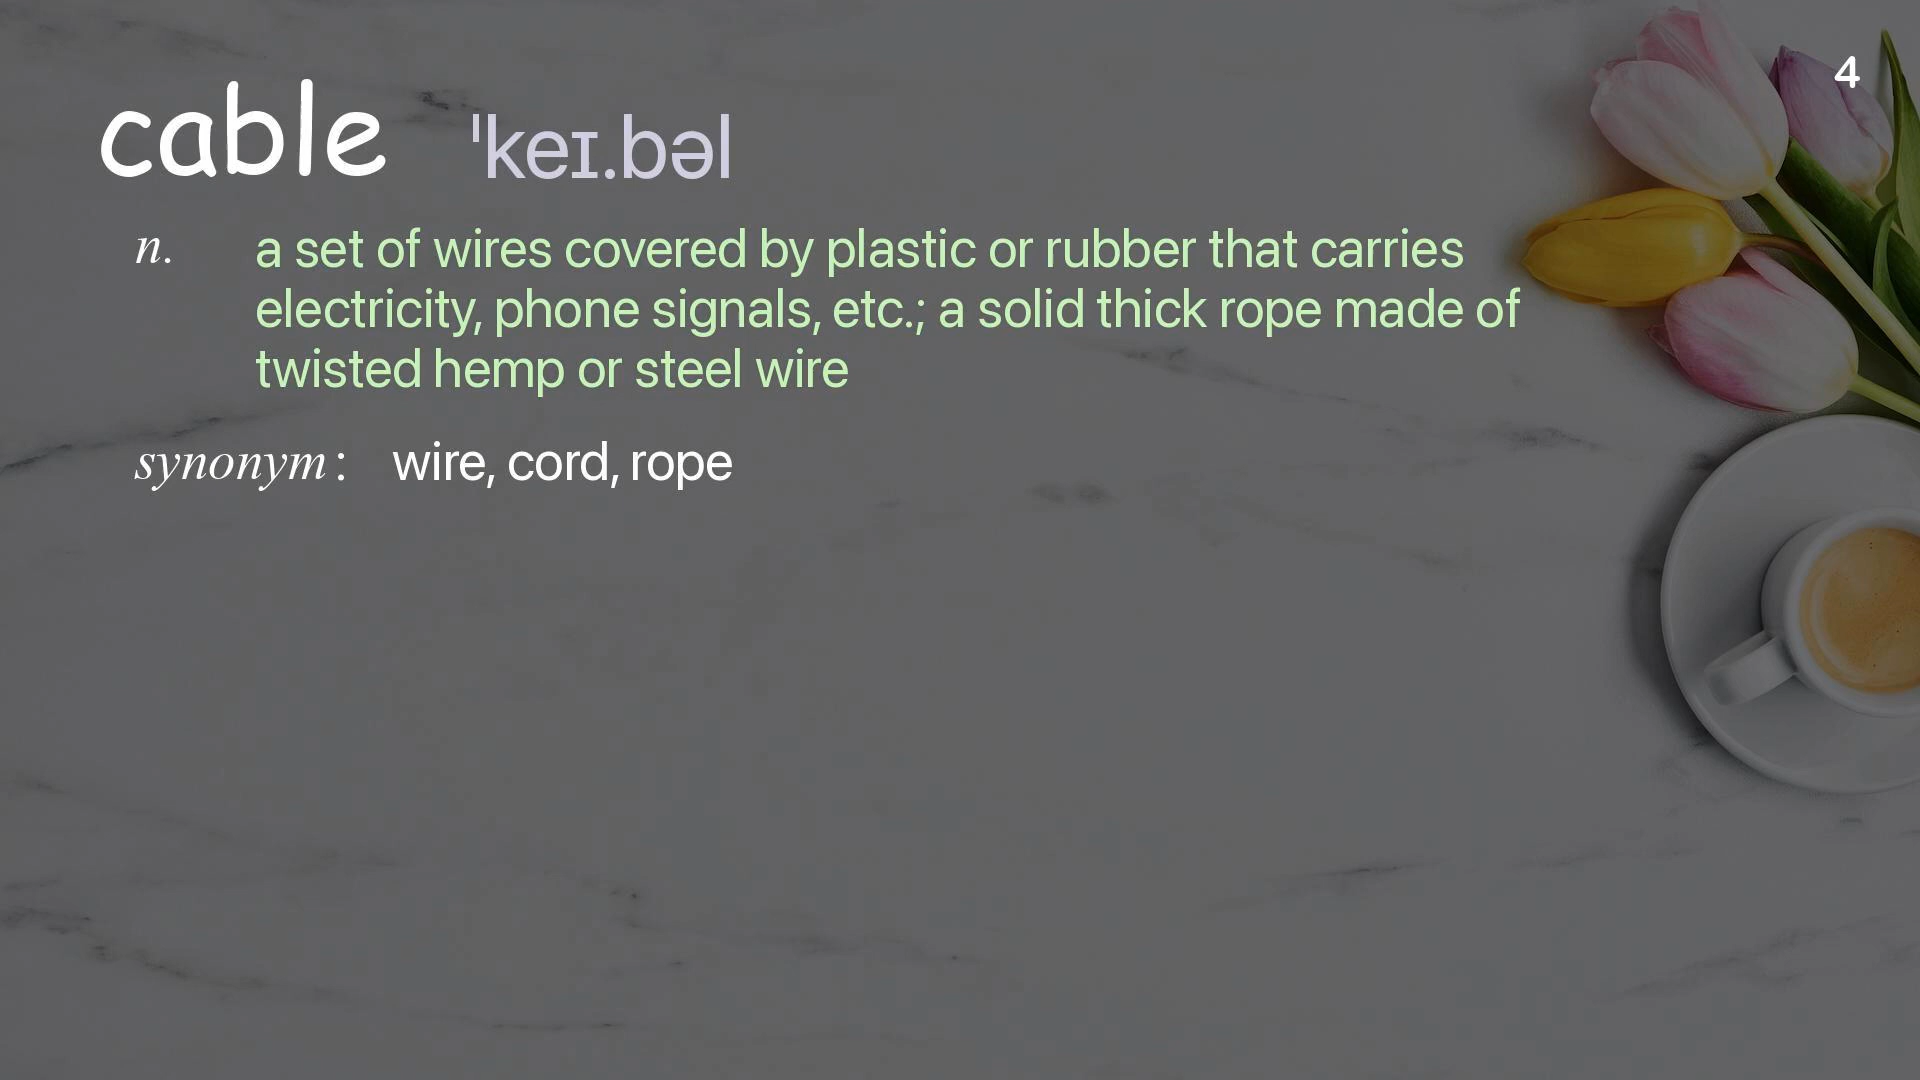 4
cable ˈkeɪ.bəl
n. a set of wires covered by plastic or rubber that carries
electricity, phone signals, etc.; a solid thick rope made of
twisted hemp or steel wire
synonym: wire, cord, rope